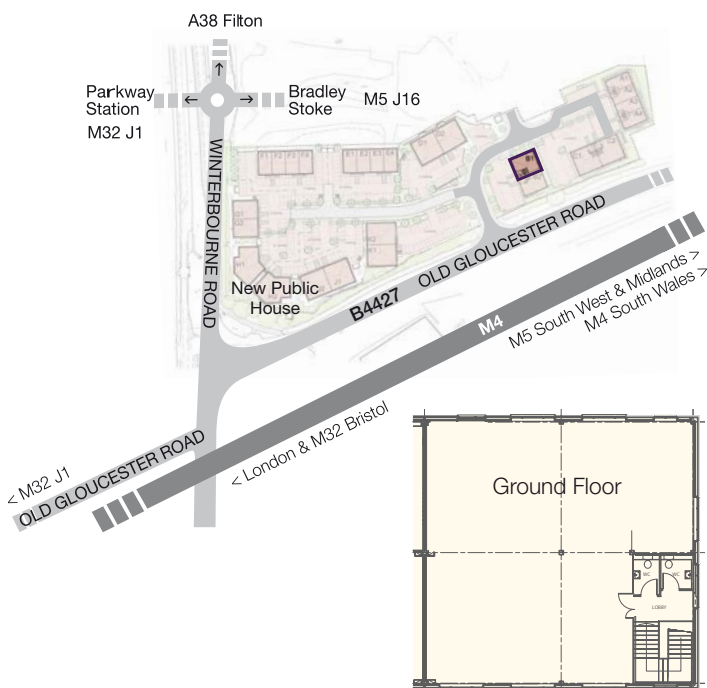 A38 Filton
Parkway
Station
M32 J1
Bradley
Stoke
M5 J16
WINTERBOURNE ROAD
New Public
House
B4427
OLD GLOUCESTER ROAD
M4
M5 South West & Midlands >
M4 South Wales >
< London & M32 Bristol
< M32 J1
OLD GLOUCESTER ROAD
Ground Floor
WC
WC
LOBBY